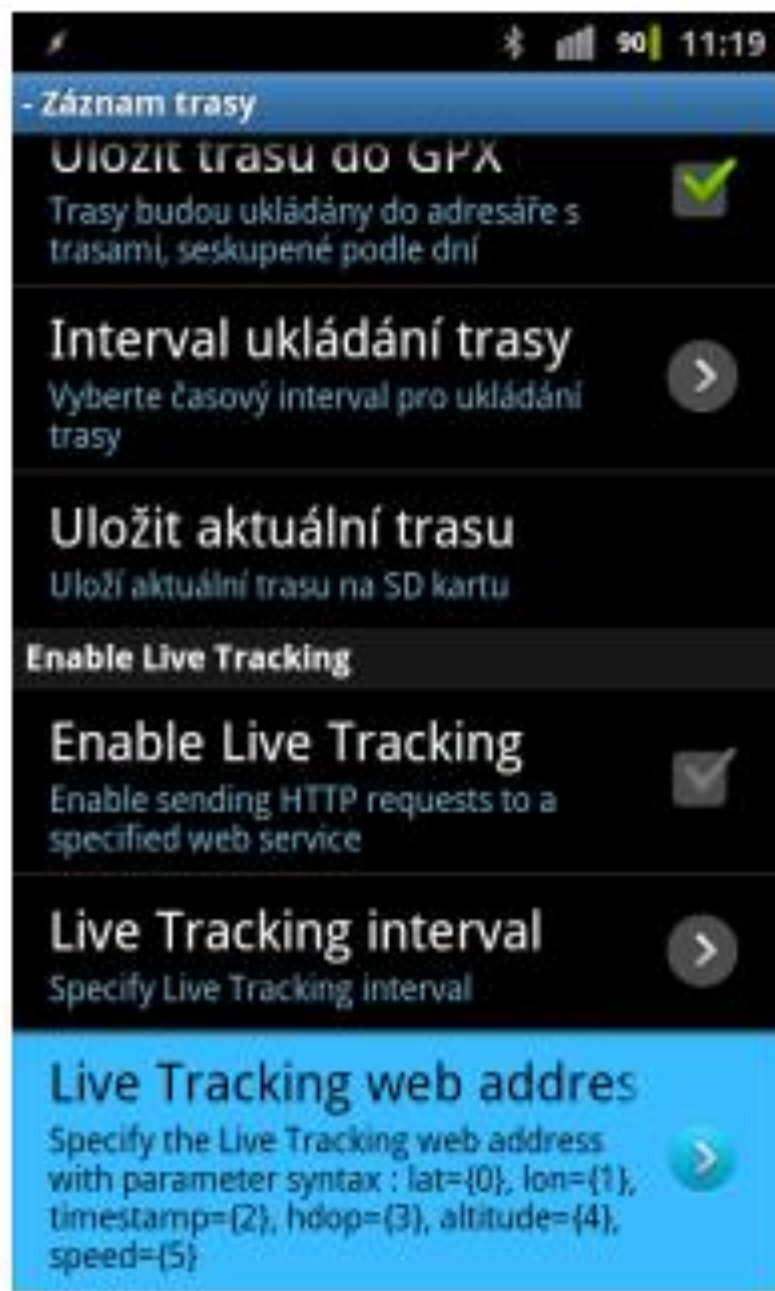 90 11:19
- Záznam trasy
Uložit trasu do GPX
Trasy budou ukládány do adresáře s
trasami, seskupené podle dní
Interval ukládání trasy
Vyberte časový interval pro ukládání
trasy
Uložit aktuální trasu
Uloží aktuální trasu na SD kartu
Enable Live Tracking
Enable Live Tracking
Enable sending HTTP requests to a
specified web service
Live Tracking interval
Specify Live Tracking interval
Live Tracking web addres
Specify the Live Tracking web address
with parameter syntax : lat={0}, lon={1},
timestamp={2}, hdop={3}, altitude={4},
speed={5}